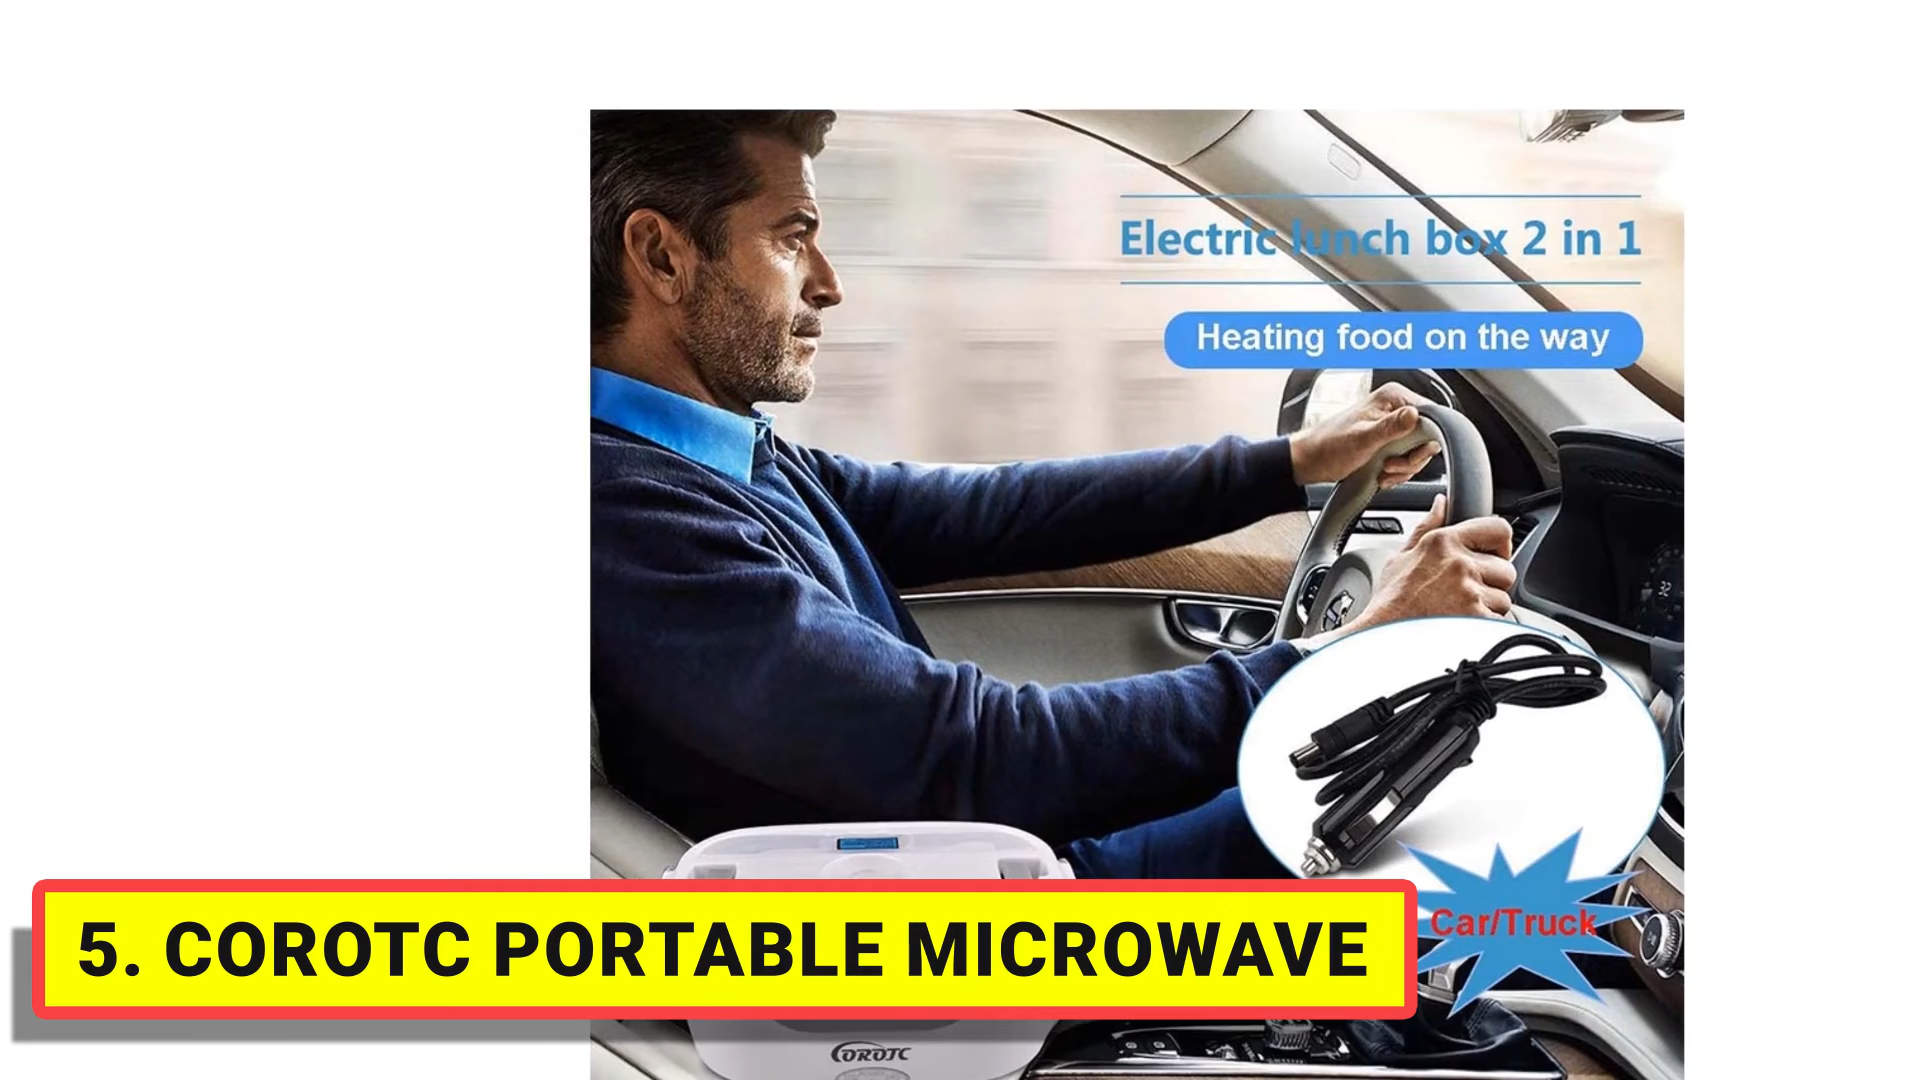 Electric lunch box 2 in 1
Heating food on the way
Car/Truck
5. COROTC PORTABLE MICROWAVE
COROTC